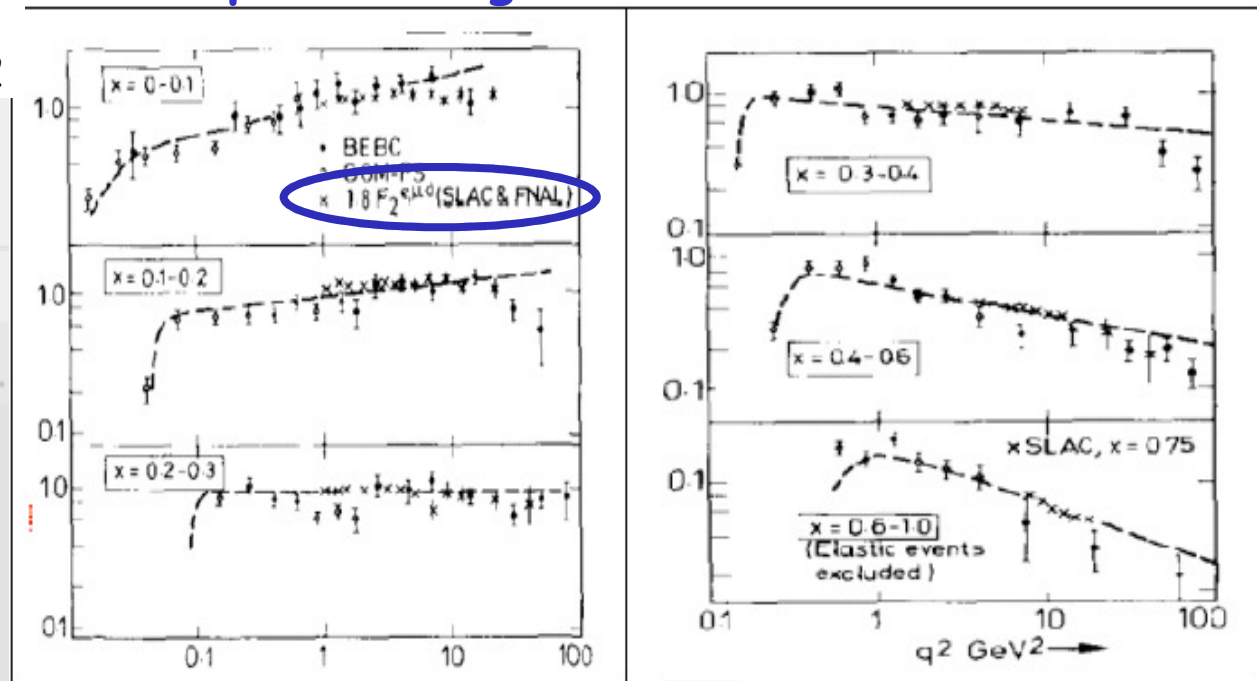 x = 0-0.1
1.0
• BEBC
x 1.8 F₂^e,μ,d (SLAC & FNAL)
x = 0.1-0.2
1.0
0.1
x = 0.2-0.3
1.0
0.1
0.1 1 10 100
1.0
x = 0.3-0.4
0.1
1.0
x = 0.4-0.6
0.1
x SLAC, x = 0.75
0.1
x = 0.6-1.0
(Elastic events
excluded)
0.1 1 10 100
q² GeV²